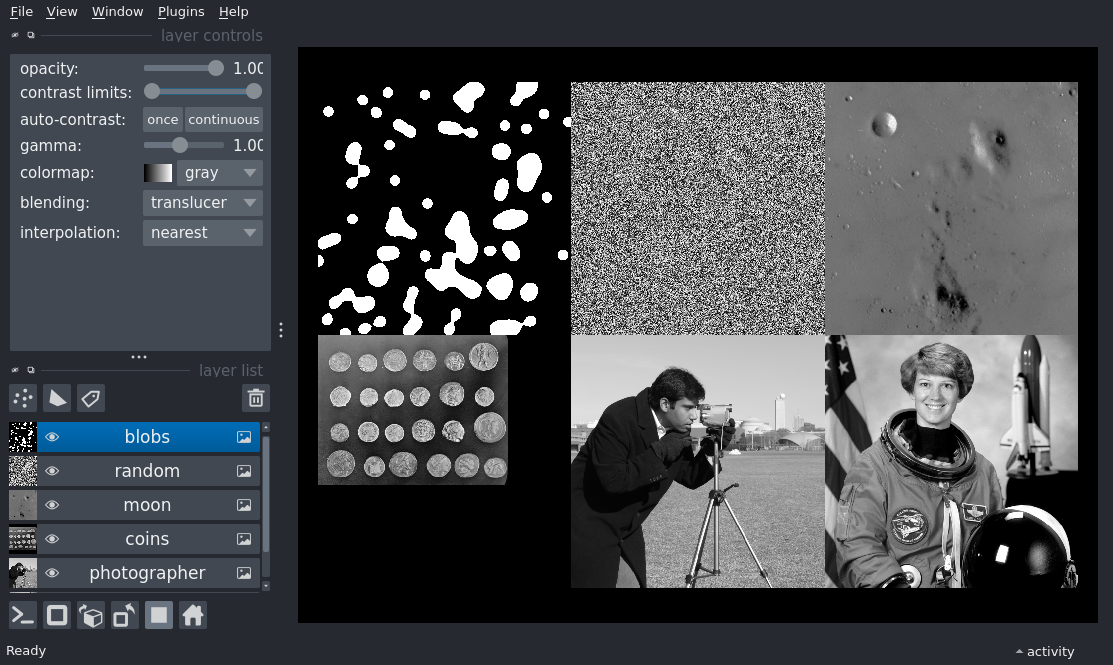 File View Window Plugins Help
layer controls
opacity: 1.00
contrast limits:
auto-contrast: once continuous
gamma: 1.00
colormap: gray
blending: translucer
interpolation: nearest
layer list
blobs
random
moon
coins
photographer
Ready
activity